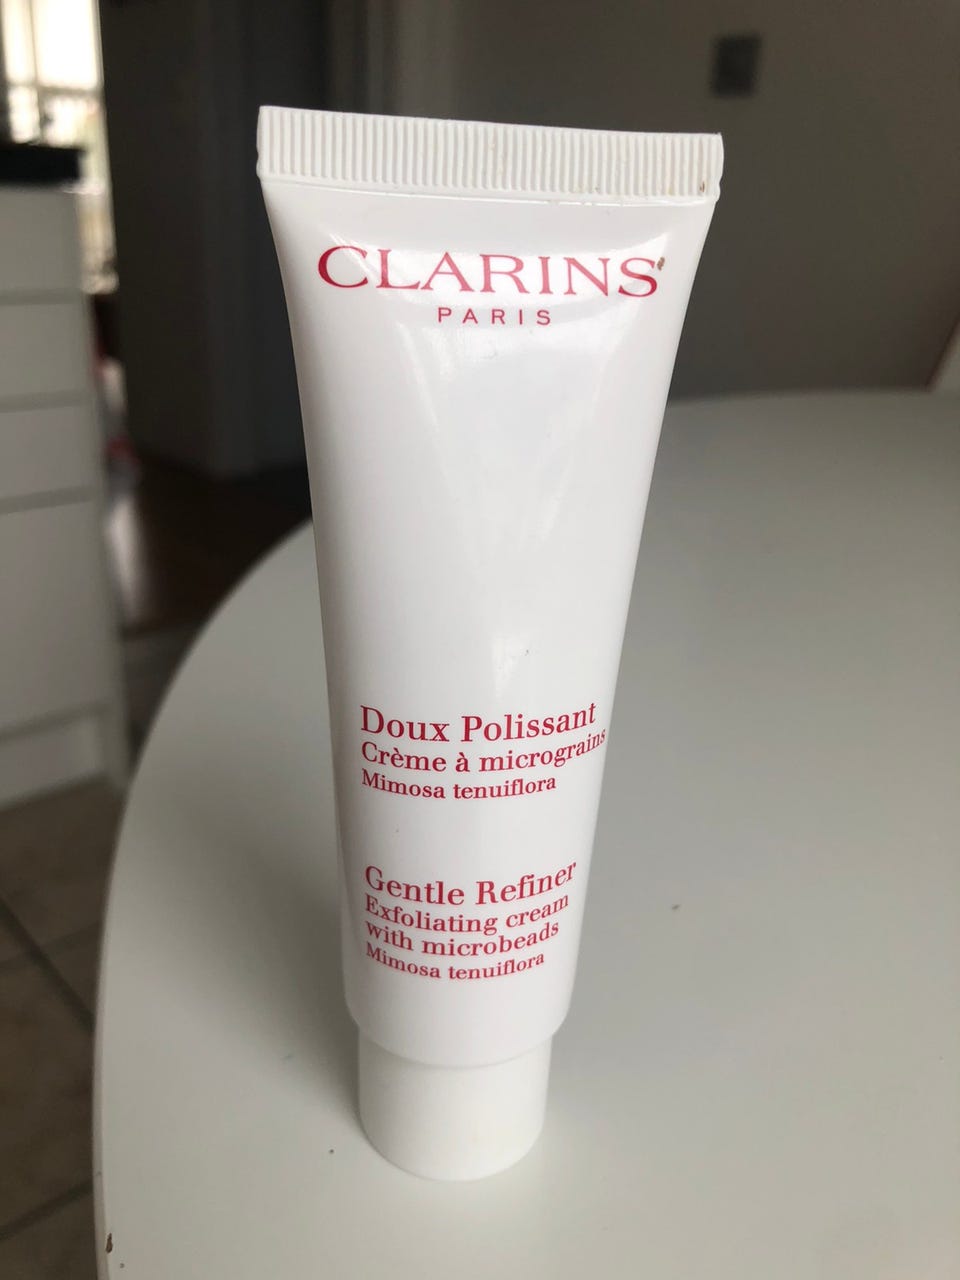 CLARINS
PARIS
Doux Polissant
Crème à micrograins
Mimosa tenuiflora
Gentle Refiner
Exfoliating cream
with microbeads
Mimosa tenuiflora